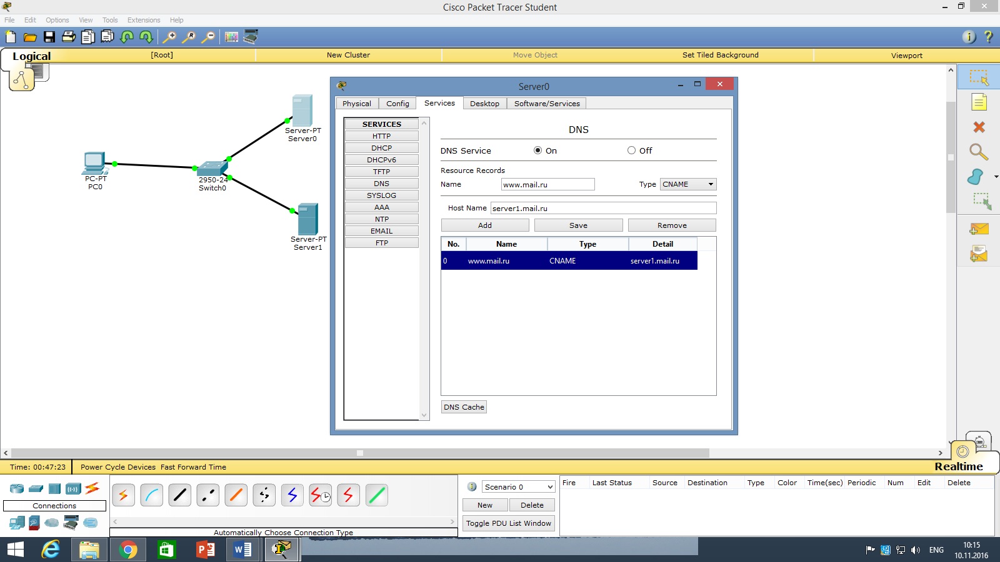 Cisco Packet Tracer Student
File Edit Options View Tools Extensions Help
Logical [Root] New Cluster Move Object Set Tiled Background Viewport
Server-PT
Server0
PC-PT
PC0
2950-24
Switch0
Server-PT
Server1
Server0
Physical Config Services Desktop Software/Services
SERVICES
HTTP
DHCP
DHCPv6
TFTP
DNS
SYSLOG
AAA
NTP
EMAIL
FTP
DNS
DNS Service On Off
Resource Records
Name www.mail.ru Type CNAME
Host Name server1.mail.ru
Add Save Remove
No. Name Type Detail
0 www.mail.ru CNAME server1.mail.ru
DNS Cache
Time: 00:47:23 Power Cycle Devices Fast Forward Time Realtime
Connections
Automatically Choose Connection Type
Scenario 0
New Delete
Toggle PDU List Window
Fire Last Status Source Destination Type Color Time(sec) Periodic Num Edit Delete
ENG
10:15
10.11.2016